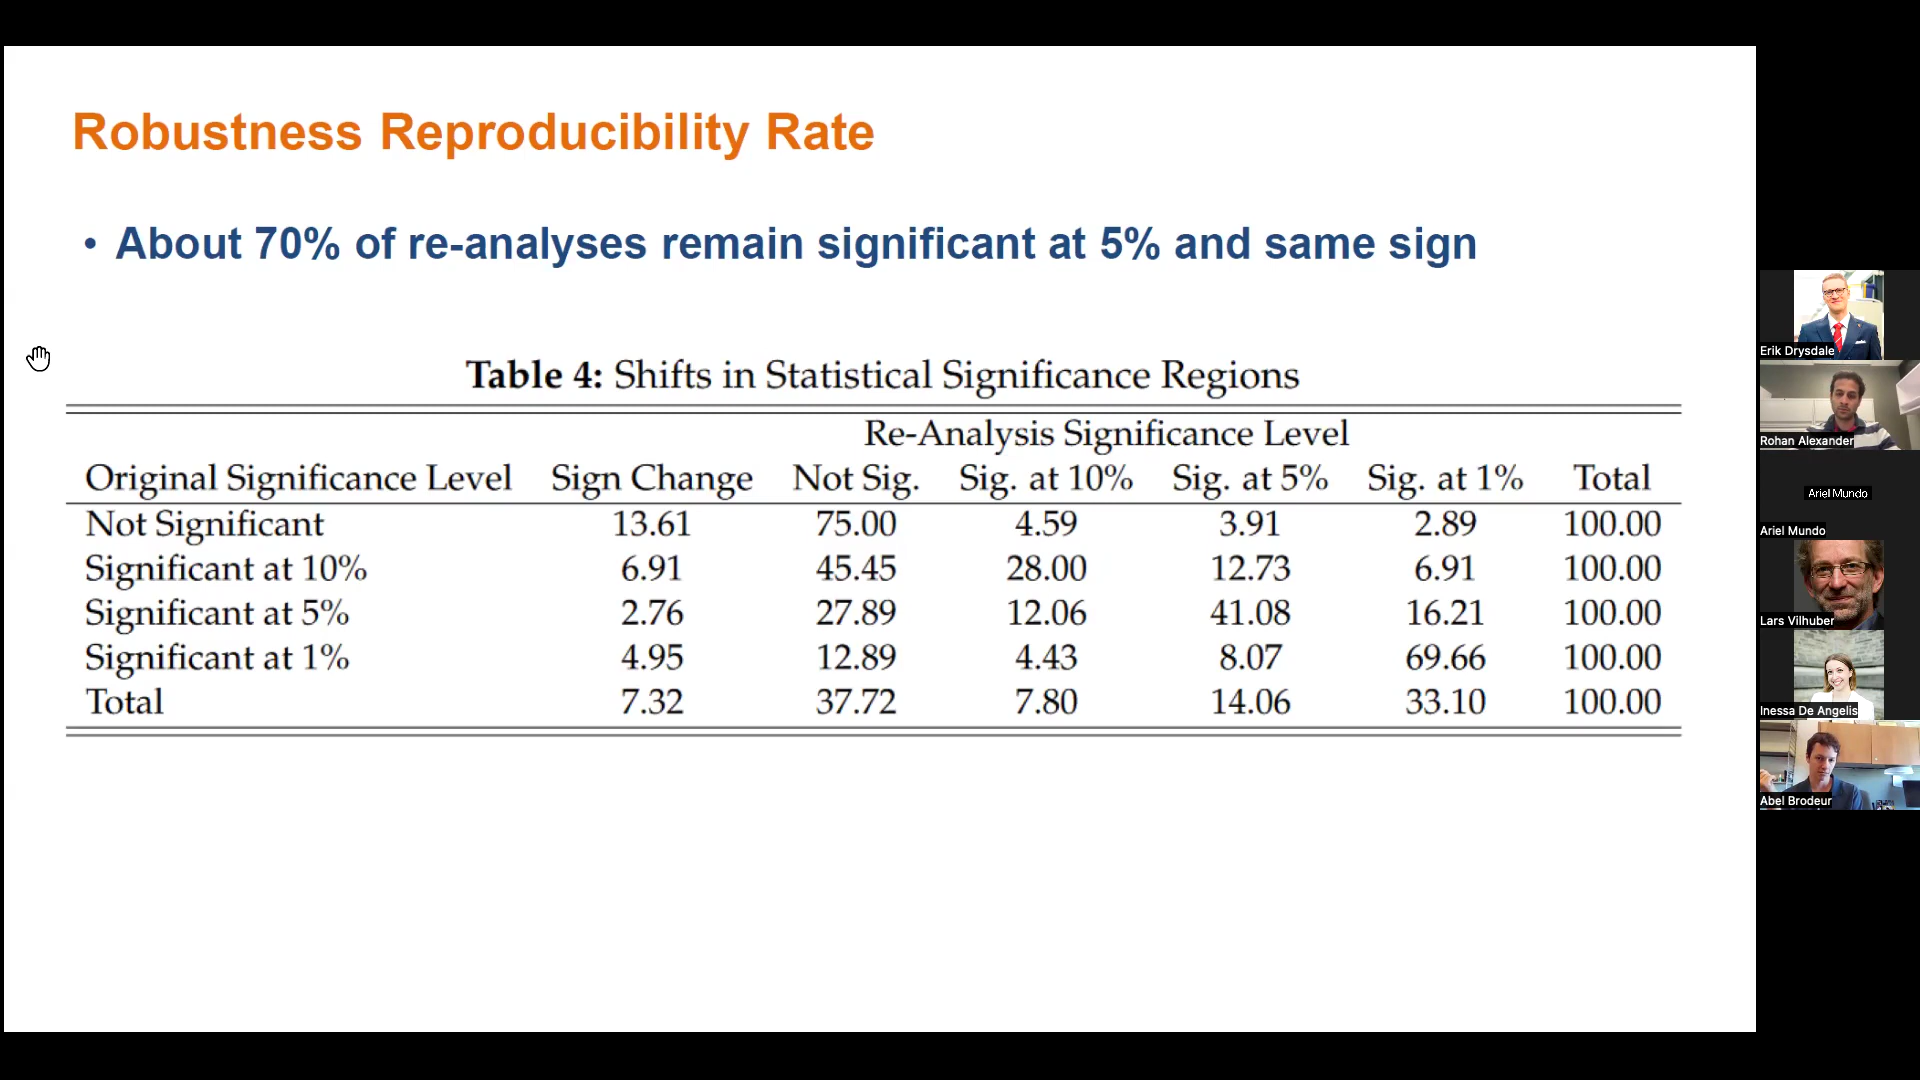 Robustness Reproducibility Rate
• About 70% of re-analyses remain significant at 5% and same sign
Table 4: Shifts in Statistical Significance Regions
Re-Analysis Significance Level
Original Significance Level Sign Change Not Sig. Sig. at 10% Sig. at 5% Sig. at 1% Total
Not Significant 13.61 75.00 4.59 3.91 2.89 100.00
Significant at 10% 6.91 45.45 28.00 12.73 6.91 100.00
Significant at 5% 2.76 27.89 12.06 41.08 16.21 100.00
Significant at 1% 4.95 12.89 4.43 8.07 69.66 100.00
Total 7.32 37.72 7.80 14.06 33.10 100.00
Erik Drysdale
Rohan Alexander
Ariel Mundo
Ariel Mundo
Lars Vilhuber
Inessa De Angelis
Abel Brodeur